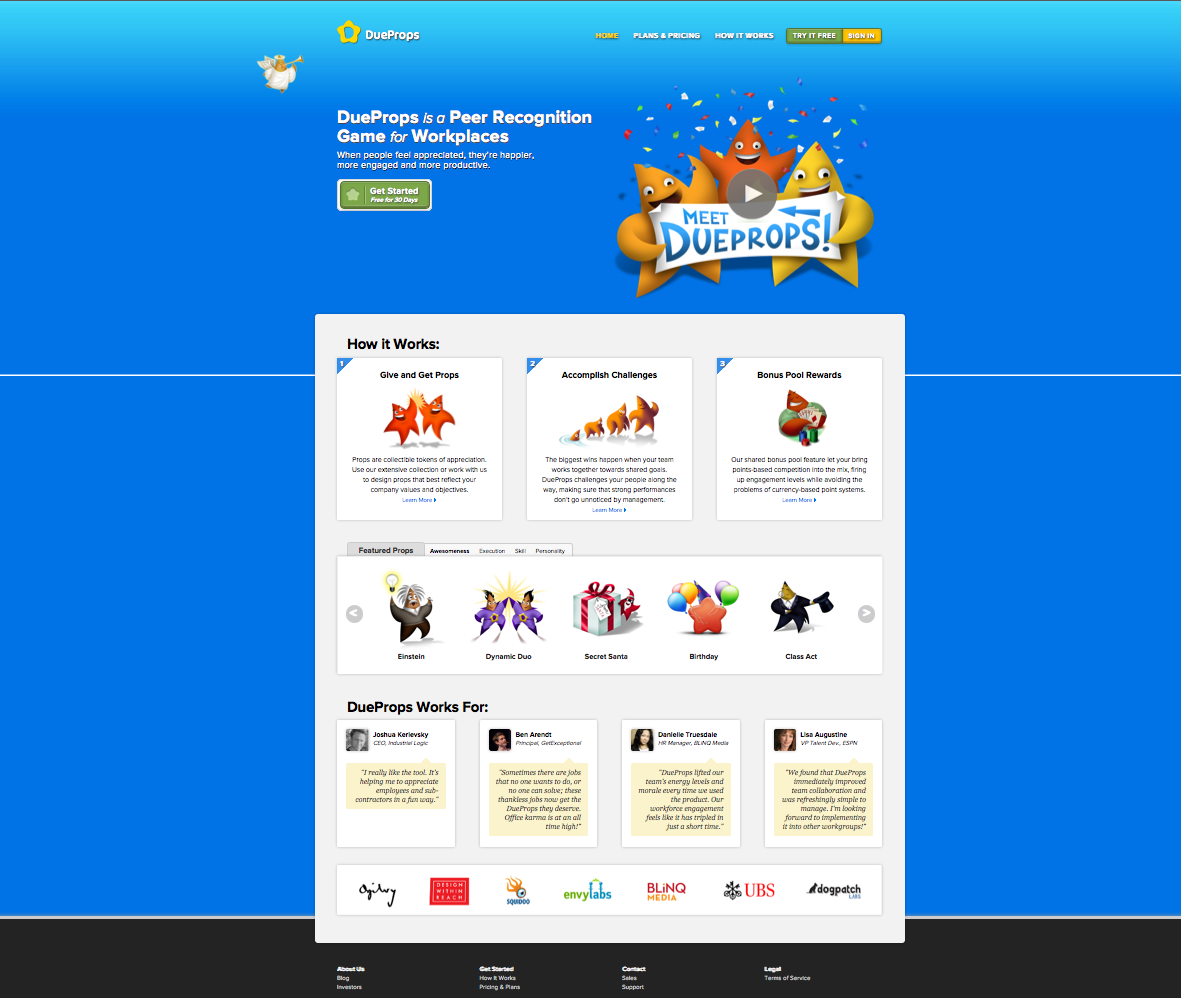 DueProps
HOME PLANS & PRICING HOW IT WORKS TRY IT FREE SIGN IN
DueProps is a Peer Recognition
Game for Workplaces
When people feel appreciated, they're happier,
more engaged and more productive.
Get Started
Free for 30 Days
MEET
DUEPROPS!
How it Works:
1
Give and Get Props
Props are collectible tokens of appreciation.
Use our extensive collection or work with us
to design props that best reflect your
company values and objectives.
Learn More
2
Accomplish Challenges
The biggest wins happen when your team
works together towards shared goals.
DueProps challenges your people along the
way, making sure that strong performances
don't go unnoticed by management.
Learn More
3
Bonus Pool Rewards
Our shared bonus pool feature let your bring
points-based competition into the mix, firing
up engagement levels while avoiding the
problems of currency-based point systems.
Learn More
Featured Props Awesomeness Execution Skill Personality
Einstein Dynamic Duo Secret Santa Birthday Class Act
DueProps Works For:
Joshua Kerievsky
CEO, Industrial Logic
"I really like the tool. It's
helping me to appreciate
employees and sub-
contractors in a fun way."
Ben Arendt
Principal, GetExceptional
"Sometimes there are jobs
that no one wants to do, or
no one can solve; these
thankless jobs now get the
DueProps they deserve.
Office karma is at an all
time high!"
Danielle Truesdale
HR Manager, BLiNQ Media
"DueProps lifted our
team's energy levels and
morale every time we used
the product. Our
workforce engagement
feels like it has tripled in
just a short time."
Lisa Augustine
VP Talent Dev., ESPN
"We found that DueProps
immediately improved
team collaboration and
was refreshingly simple to
manage. I'm looking
forward to implementing
it into other workgroups!"
Ogilvy
DESIGN
WITHIN
REACH
SQUIDOO
envylabs
BLiNQ
MEDIA
UBS
dogpatch
LABS
About Us Get Started Contact Legal
Blog How It Works Sales Terms of Service
Investors Pricing & Plans Support